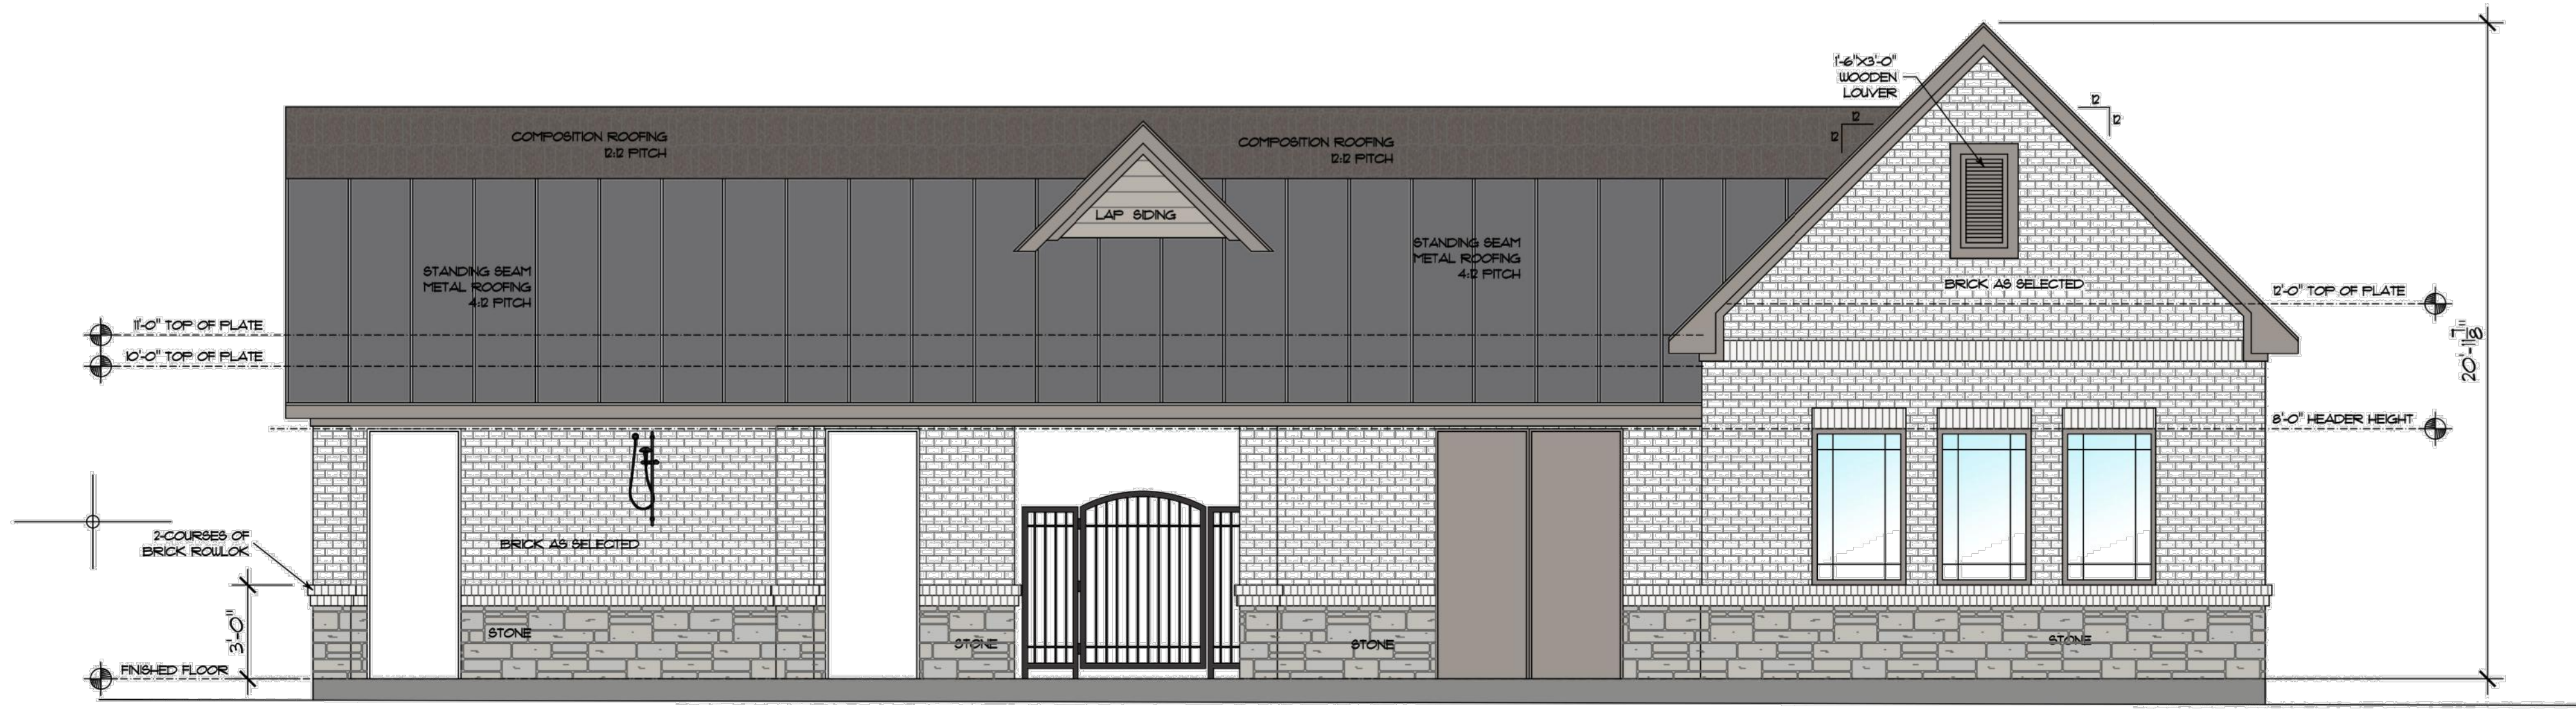 1'-6"X3'-0"
WOODEN
LOUVER
12
12
12
12
COMPOSITION ROOFING
12:12 PITCH
COMPOSITION ROOFING
12:12 PITCH
LAP SIDING
STANDING SEAM
METAL ROOFING
4:12 PITCH
STANDING SEAM
METAL ROOFING
4:12 PITCH
BRICK AS SELECTED
12'-0" TOP OF PLATE
11'-0" TOP OF PLATE
10'-0" TOP OF PLATE
20'-11 7/8"
8'-0" HEADER HEIGHT
2-COURSES OF
BRICK ROWLOK
BRICK AS SELECTED
3'-0"
STONE
STONE
STONE
STONE
FINISHED FLOOR